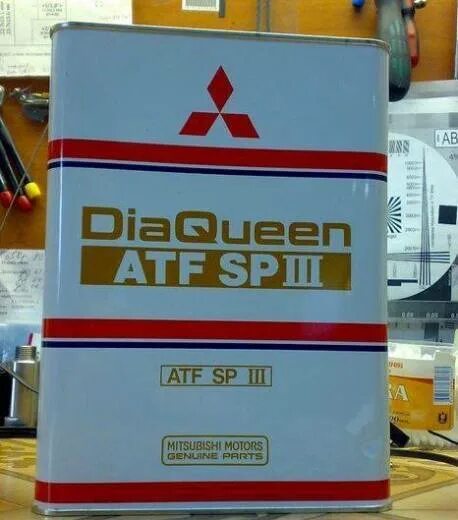 DiaQueen
ATF SP III
ATF SP III
MITSUBISHI MOTORS
GENUINE PARTS